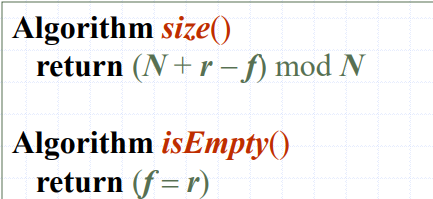 Algorithm size()
return (N + r – f) mod N
Algorithm isEmpty()
return (f = r)